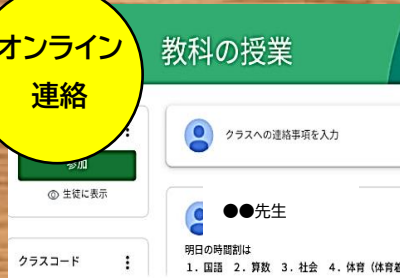 オンライン
連絡
教科の授業
クラスへの連絡事項を入力
参加
生徒に表示
●●先生
明日の時間割は
クラスコード
1．国語　2．算数　3．社会　4．体育（体育着